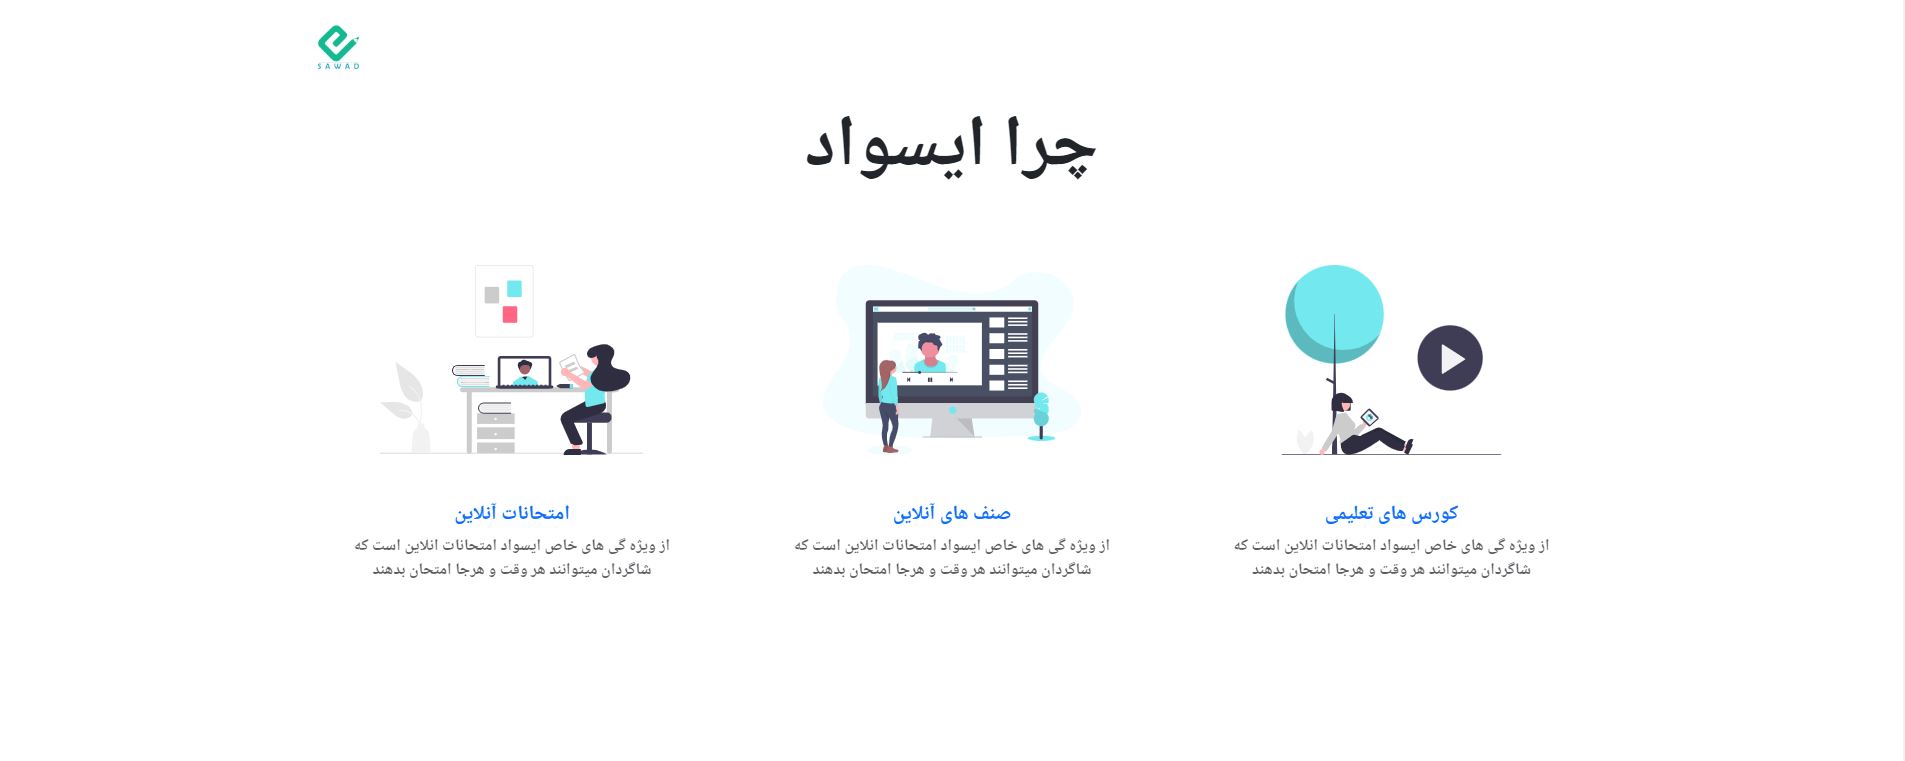 SAWAD
چرا ایسواد
کورس های تعلیمی
از ویژه گی های خاص ایسواد امتحانات انلاین است که
شاگردان میتوانند هر وقت و هرجا امتحان بدهند
صنف های آنلاین
از ویژه گی های خاص ایسواد امتحانات انلاین است که
شاگردان میتوانند هر وقت و هرجا امتحان بدهند
امتحانات آنلاین
از ویژه گی های خاص ایسواد امتحانات انلاین است که
شاگردان میتوانند هر وقت و هرجا امتحان بدهند